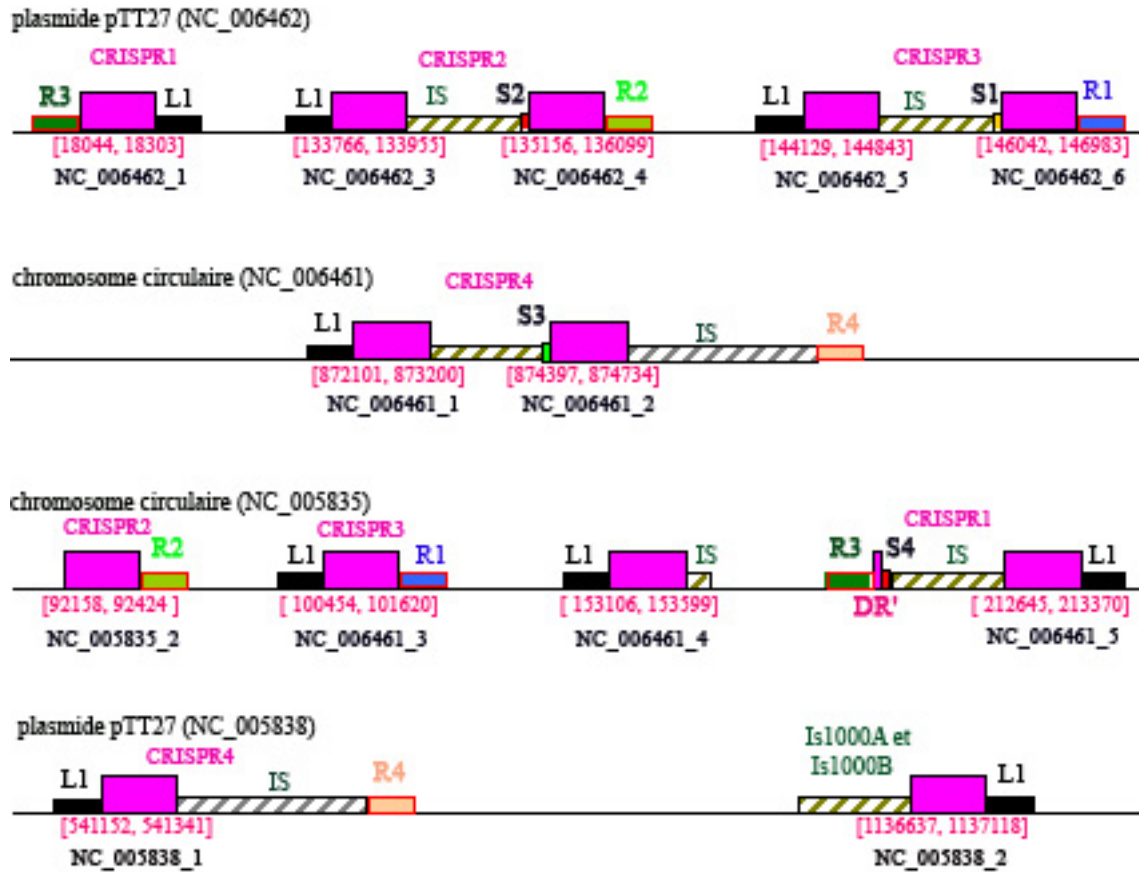 plasmide pTT27 (NC_006462)
CRISPR1 CRISPR2 CRISPR3
R3 L1 L1 IS S2 R2 L1 IS S1 R1
[18044, 18303] [133766, 133955] [135156, 136099] [144129, 144843] [146042, 146983]
NC_006462_1 NC_006462_3 NC_006462_4 NC_006462_5 NC_006462_6
chromosome circulaire (NC_006461) CRISPR4
L1 S3 IS R4
[872101, 873200] [874397, 874734]
NC_006461_1 NC_006461_2
chromosome circulaire (NC_005835)
CRISPR2 CRISPR3 CRISPR1
R2 L1 R1 L1 IS R3 S4 IS L1
DR'
[92158, 92424 ] [ 100454, 101620] [ 153106, 153599] [ 212645, 213370]
NC_005835_2 NC_006461_3 NC_006461_4 NC_006461_5
plasmide pTT27 (NC_005838)
CRISPR4 Is1000A et
L1 IS R4 Is1000B L1
[541152, 541341] [1136637, 1137118]
NC_005838_1 NC_005838_2